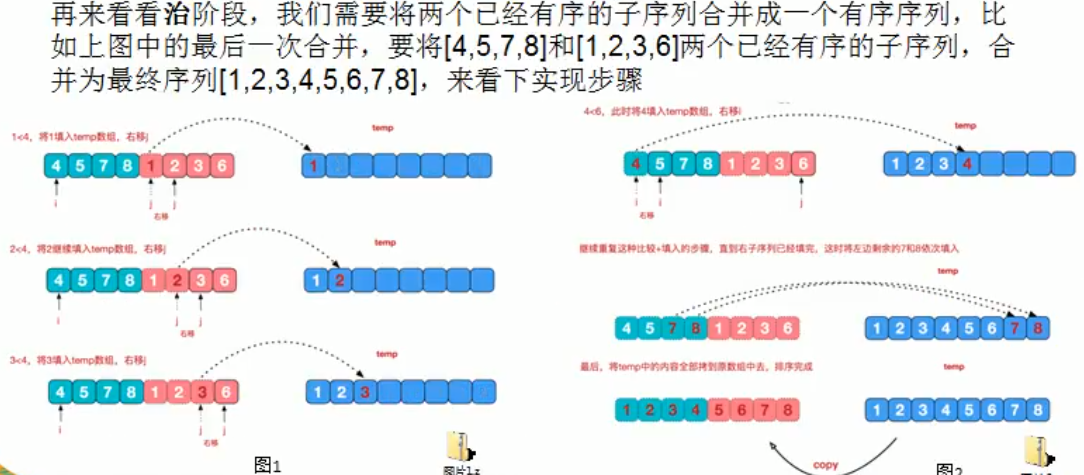 再来看看治阶段，我们需要将两个已经有序的子序列合并成一个有序序列，比
如上图中的最后一次合并，要将[4,5,7,8]和[1,2,3,6]两个已经有序的子序列，合
并为最终序列[1,2,3,4,5,6,7,8]，来看下实现步骤
1<4，将1填入temp数组，右移j
temp
4 5 7 8 1 2 3 6
1
i j j
右移
2<4，将2继续填入temp数组，右移j
temp
4 5 7 8 1 2 3 6
1 2
i j j
右移
3<4，将3填入temp数组，右移j
temp
4 5 7 8 1 2 3 6
1 2 3
i j j
右移
图1
图片1.z
4<6，此时将4填入temp数组，右移i
temp
4 5 7 8 1 2 3 6
1 2 3 4
i i j
右移
继续重复这种比较+填入的步骤，直到右子序列已经填完，这时将左边剩余的7和8依次填入
temp
4 5 7 8 1 2 3 6
1 2 3 4 5 6 7 8
最后，将temp中的内容全部拷到原数组中去，排序完成
temp
1 2 3 4 5 6 7 8
1 2 3 4 5 6 7 8
copy
图2